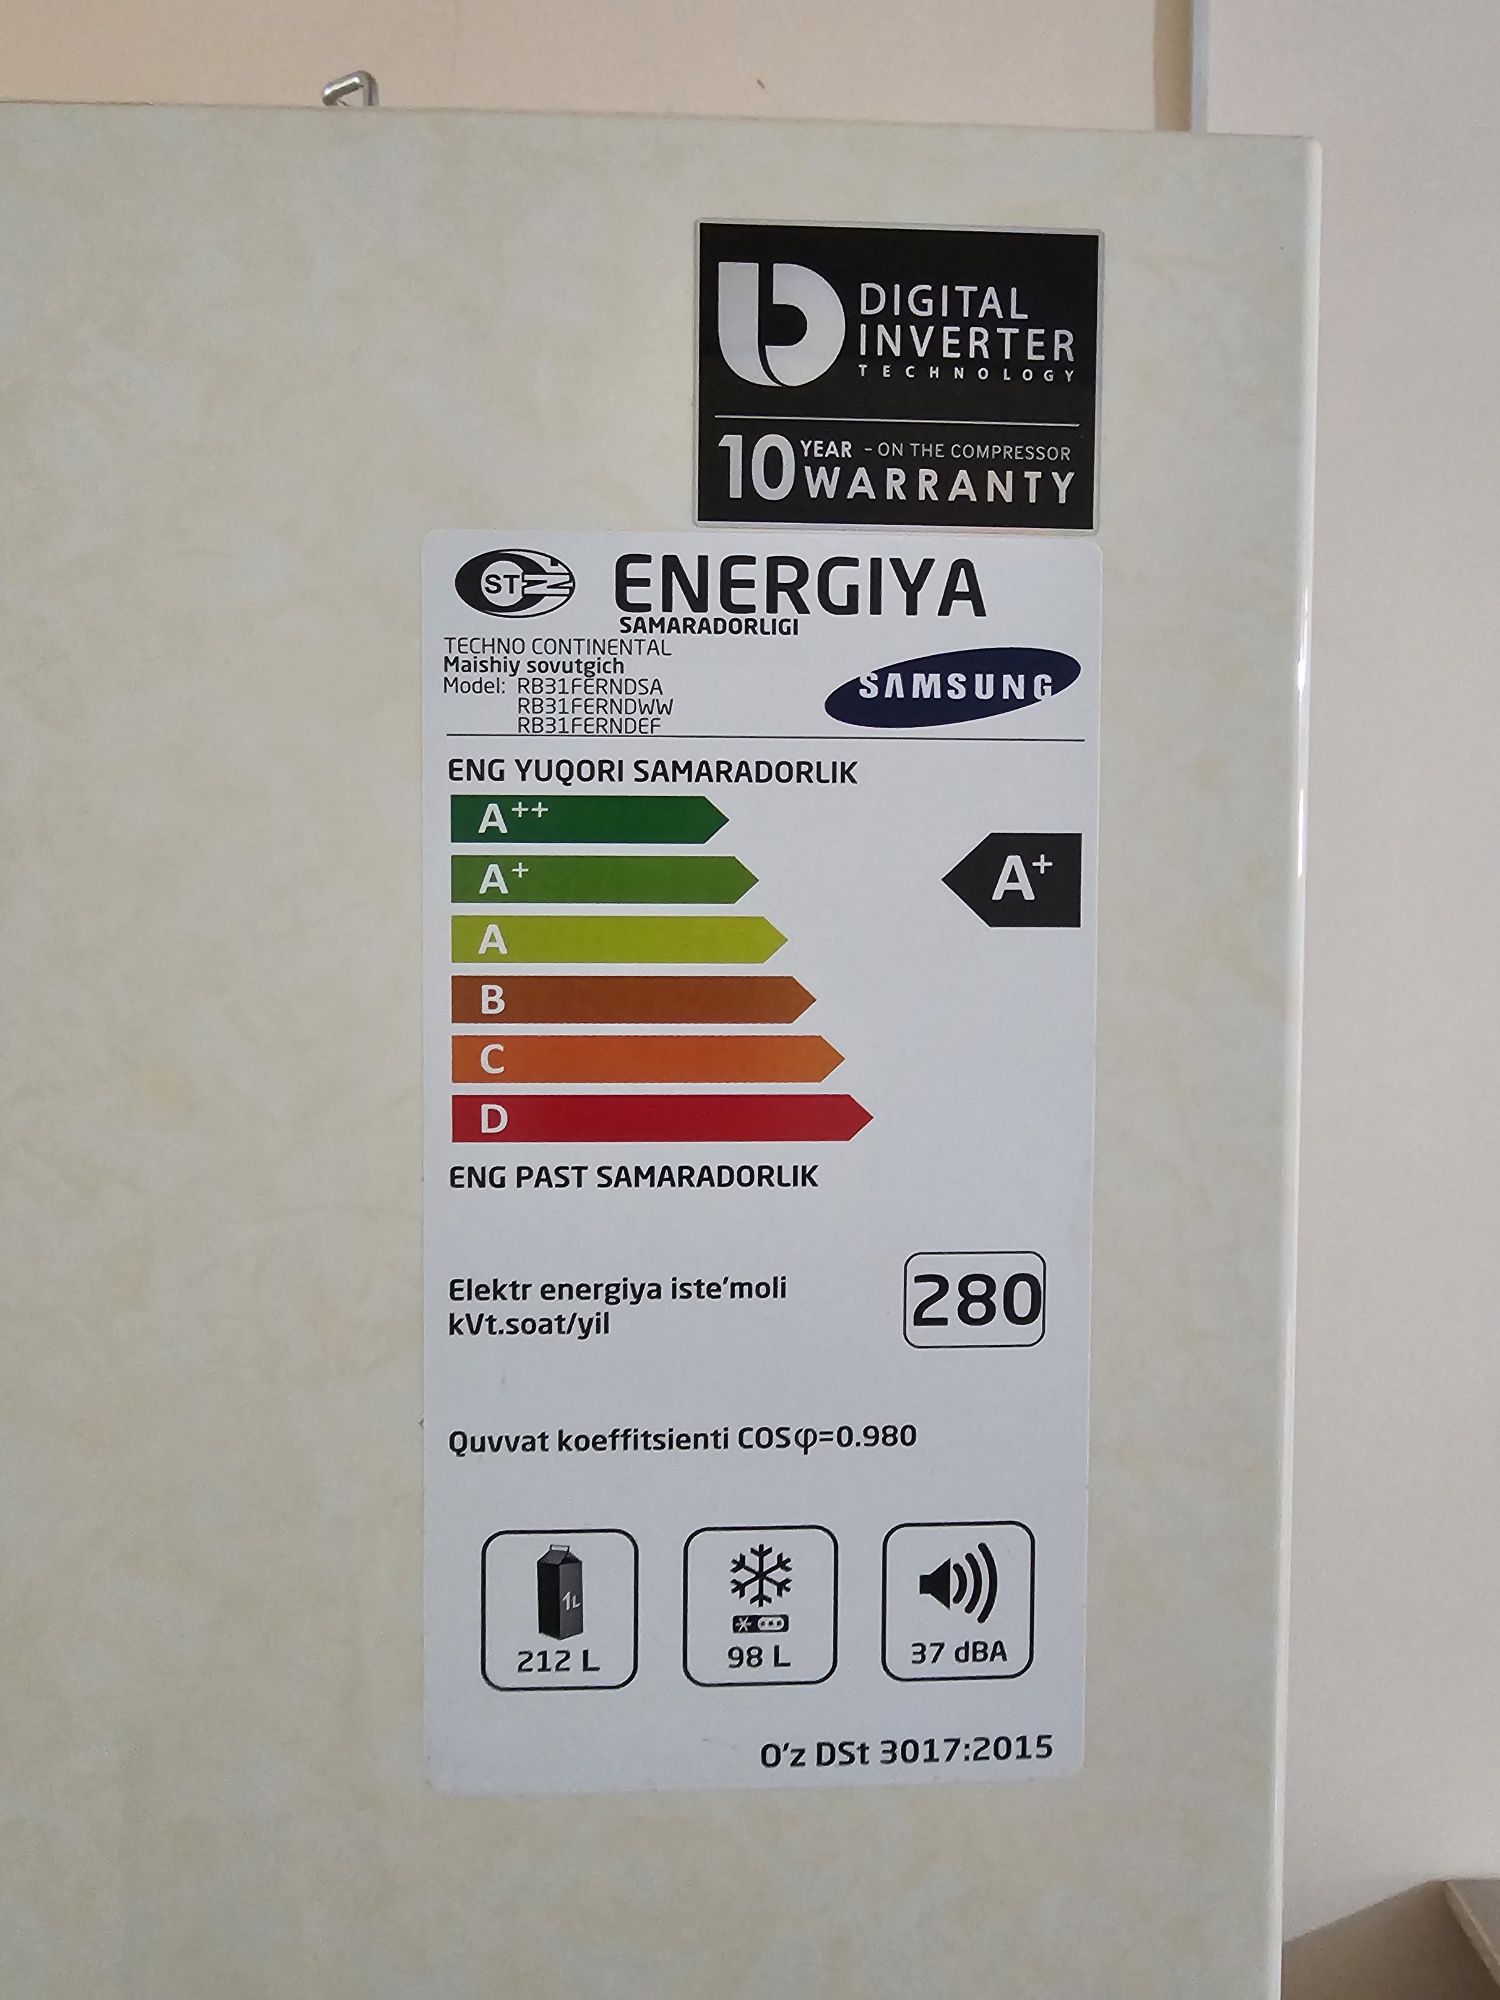 DIGITAL
INVERTER
TECHNOLOGY
10 YEAR - ON THE COMPRESSOR
WARRANTY
ST
ENERGIYA
SAMARADORLIGI
TECHNO CONTINENTAL
Maishiy sovutgich
Model: RB31FERNDSA
RB31FERNDWW
RB31FERNDEF
SAMSUNG
ENG YUQORI SAMARADORLIK
A++
A+
A+
A
B
C
D
ENG PAST SAMARADORLIK
Elektr energiya iste'moli
kVt.soat/yil
280
Quvvat koeffitsienti COSφ=0.980
1L
212 L
98 L
37 dBA
O'z DSt 3017:2015